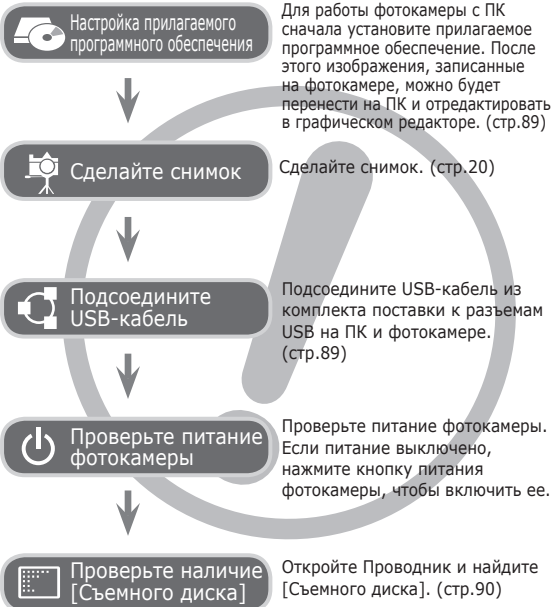 Настройка прилагаемого
программного обеспечения
Для работы фотокамеры с ПК
сначала установите прилагаемое
программное обеспечение. После
этого изображения, записанные
на фотокамере, можно будет
перенести на ПК и отредактировать
в графическом редакторе. (стр.89)
Сделайте снимок
Сделайте снимок. (стр.20)
Подсоедините
USB-кабель
Подсоедините USB-кабель из
комплекта поставки к разъемам
USB на ПК и фотокамере.
(стр.89)
Проверьте питание
фотокамеры
Проверьте питание фотокамеры.
Если питание выключено,
нажмите кнопку питания
фотокамеры, чтобы включить ее.
Проверьте наличие
[Съемного диска]
Откройте Проводник и найдите
[Съемного диска]. (стр.90)